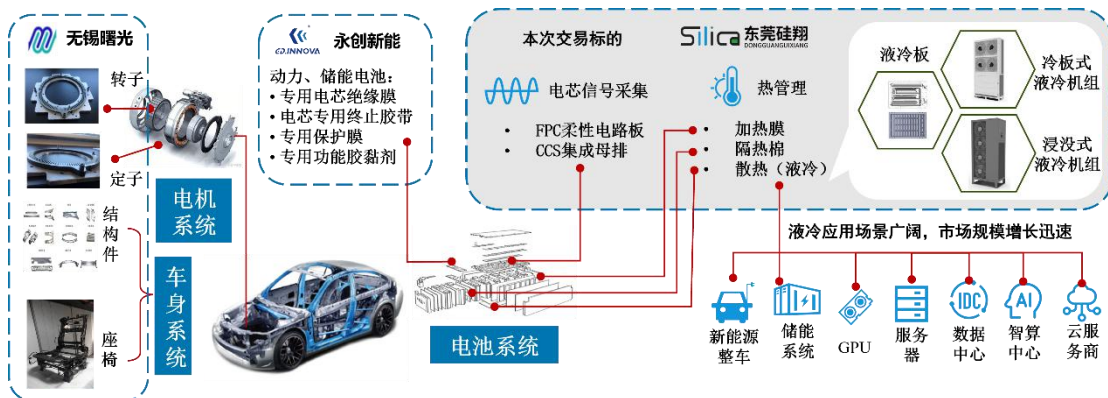 无锡曙光
转子
定子
结构件
座椅
电机
系统
车身系统
CD.INNOVA
永创新能
动力、储能电池:
• 专用电芯绝缘膜
• 电芯专用终止胶带
• 专用保护膜
• 专用功能胶黏剂
本次交易标的
Silica
东莞硅翔
DONGGUANGUIXIANG
电芯信号采集
• FPC柔性电路板
• CCS集成母排
热管理
• 加热膜
• 隔热棉
• 散热（液冷）
液冷板
冷板式
液冷机组
浸没式
液冷机组
电池系统
液冷应用场景广阔，市场规模增长迅速
新能源
整车
储能
系统
GPU
服务
器
IDC
数据
中心
AI
智算
中心
云服
务商